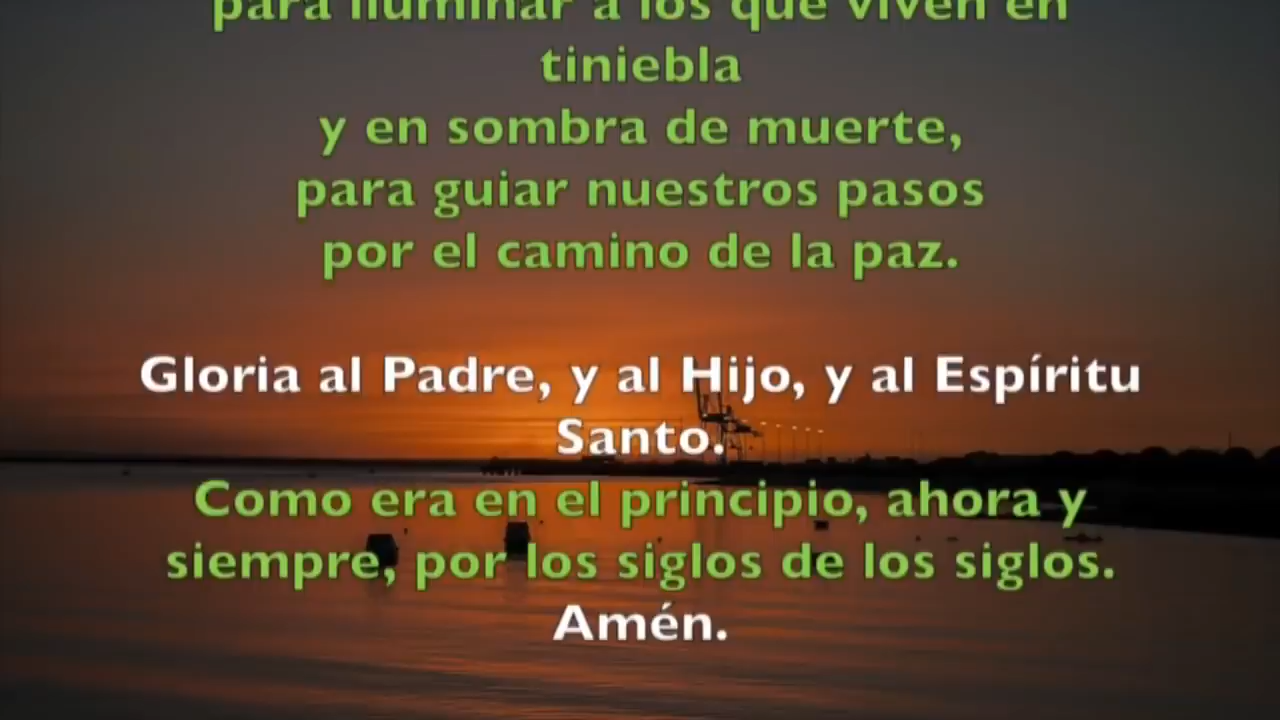 para iluminar a los que viven en
tiniebla
y en sombra de muerte,
para guiar nuestros pasos
por el camino de la paz.
Gloria al Padre, y al Hijo, y al Espíritu
Santo.
Como era en el principio, ahora y
siempre, por los siglos de los siglos.
Amén.